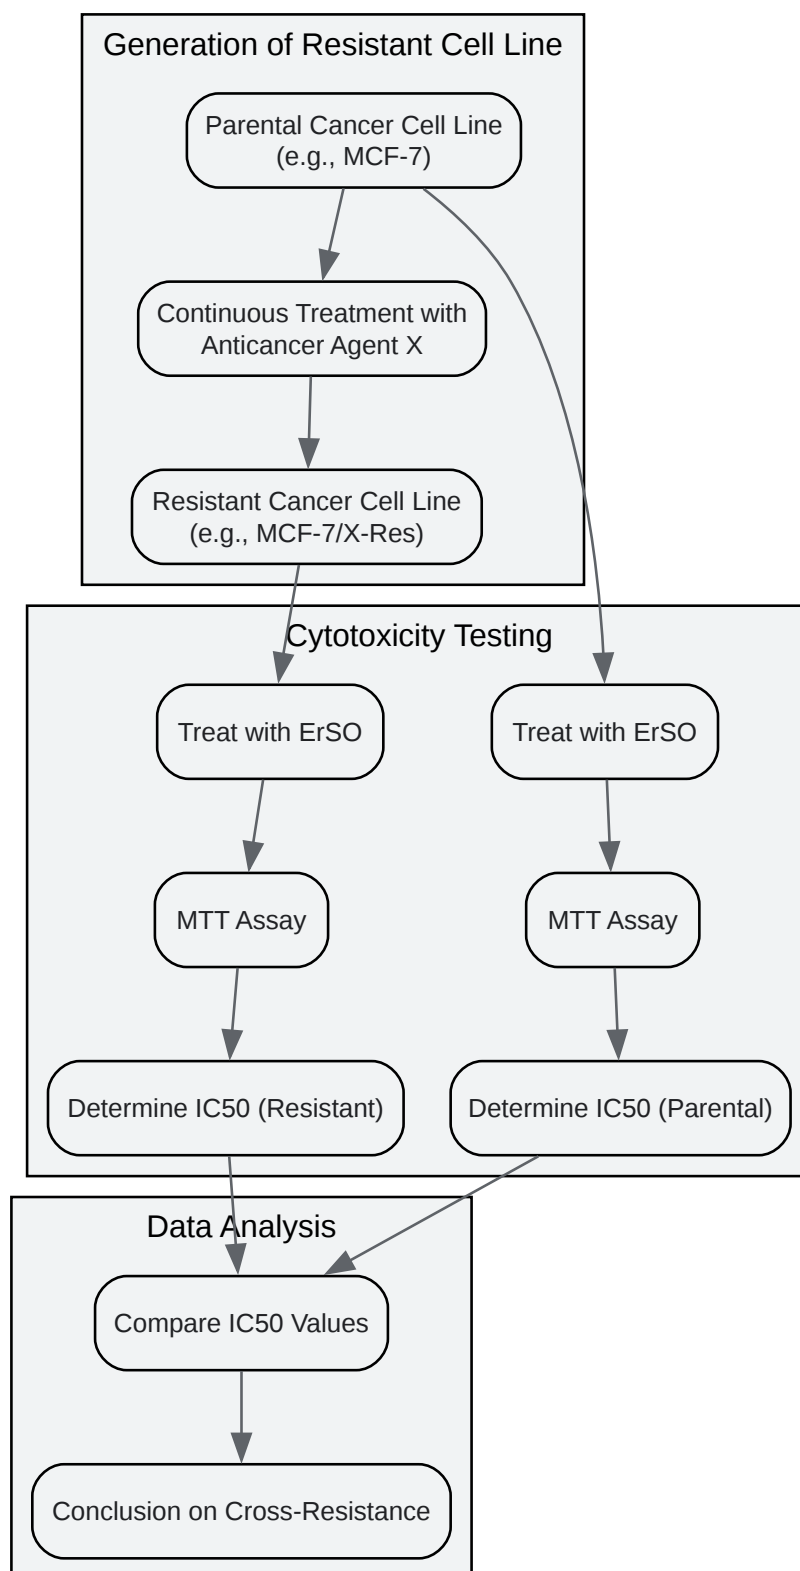 Generation of Resistant Cell Line
Parental Cancer Cell Line
(e.g., MCF-7)
Continuous Treatment with
Anticancer Agent X
Resistant Cancer Cell Line
(e.g., MCF-7/X-Res)
Cytotoxicity Testing
Treat with ErSO
Treat with ErSO
MTT Assay
MTT Assay
Determine IC50 (Resistant)
Determine IC50 (Parental)
Data Analysis
Compare IC50 Values
Conclusion on Cross-Resistance